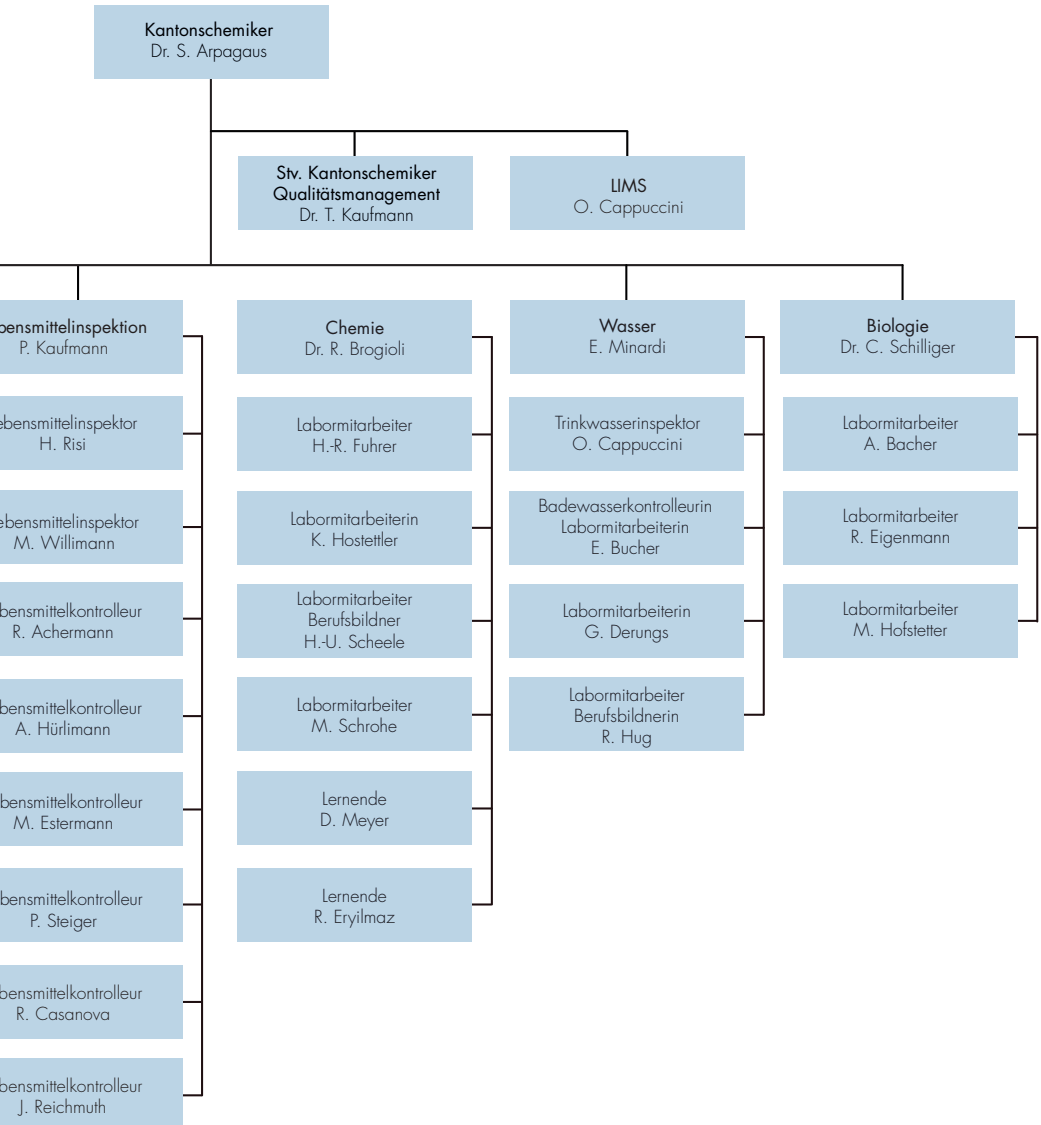 Kantonschemiker
Dr. S. Arpagaus
Stv. Kantonschemiker
Qualitätsmanagement
Dr. T. Kaufmann
LIMS
O. Cappuccini
bensmittelinspektion
P. Kaufmann
ebensmittelinspektor
H. Risi
ebensmittelinspektor
M. Willimann
bensmittelkontrolleur
R. Achermann
bensmittelkontrolleur
A. Hürlimann
bensmittelkontrolleur
M. Estermann
bensmittelkontrolleur
P. Steiger
bensmittelkontrolleur
R. Casanova
bensmittelkontrolleur
J. Reichmuth
Chemie
Dr. R. Brogioli
Labormitarbeiter
H.-R. Fuhrer
Labormitarbeiterin
K. Hostettler
Labormitarbeiter
Berufsbildner
H.-U. Scheele
Labormitarbeiter
M. Schrohe
Lernende
D. Meyer
Lernende
R. Eryilmaz
Wasser
E. Minardi
Trinkwasserinspektor
O. Cappuccini
Badewasserkontrolleurin
Labormitarbeiterin
E. Bucher
Labormitarbeiterin
G. Derungs
Labormitarbeiter
Berufsbildnerin
R. Hug
Biologie
Dr. C. Schilliger
Labormitarbeiter
A. Bacher
Labormitarbeiter
R. Eigenmann
Labormitarbeiter
M. Hofstetter